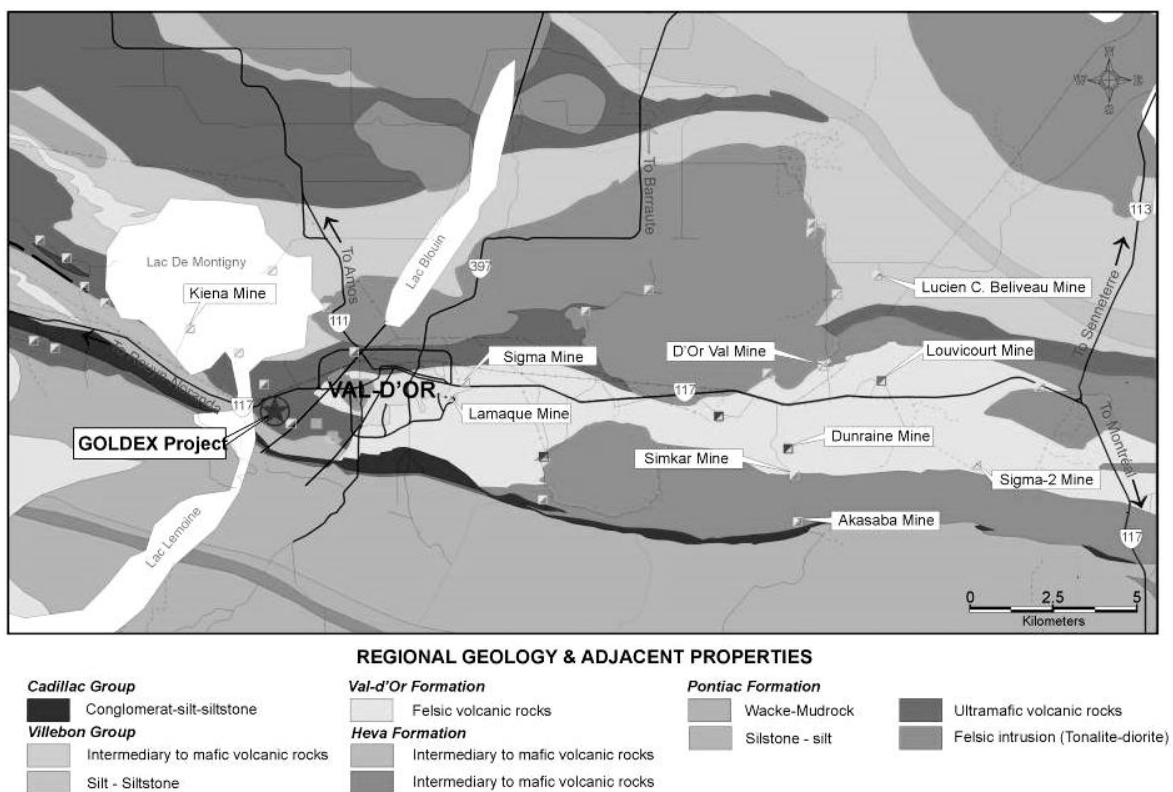 N
W E
S
To Barraute
113
Lac De Montigny
To Amos
Lac Blouin
397
Kiena Mine
Lucien C. Beliveau Mine
To Senneterre
111
Sigma Mine
D'Or Val Mine
Louvicourt Mine
To Rouyn-Noranda
VAL-D'OR
117
117
Lamaque Mine
GOLDEX Project
To Montréal
Dunraine Mine
Simkar Mine
Sigma-2 Mine
Lac Lemoine
Akasaba Mine
117
0 2,5 5
Kilometers
REGIONAL GEOLOGY & ADJACENT PROPERTIES
Cadillac Group
Conglomerat-silt-siltstone
Villebon Group
Intermediary to mafic volcanic rocks
Silt - Siltstone
Val-d'Or Formation
Felsic volcanic rocks
Heva Formation
Intermediary to mafic volcanic rocks
Intermediary to mafic volcanic rocks
Pontiac Formation
Wacke-Mudrock
Silstone - silt
Ultramafic volcanic rocks
Felsic intrusion (Tonalite-diorite)